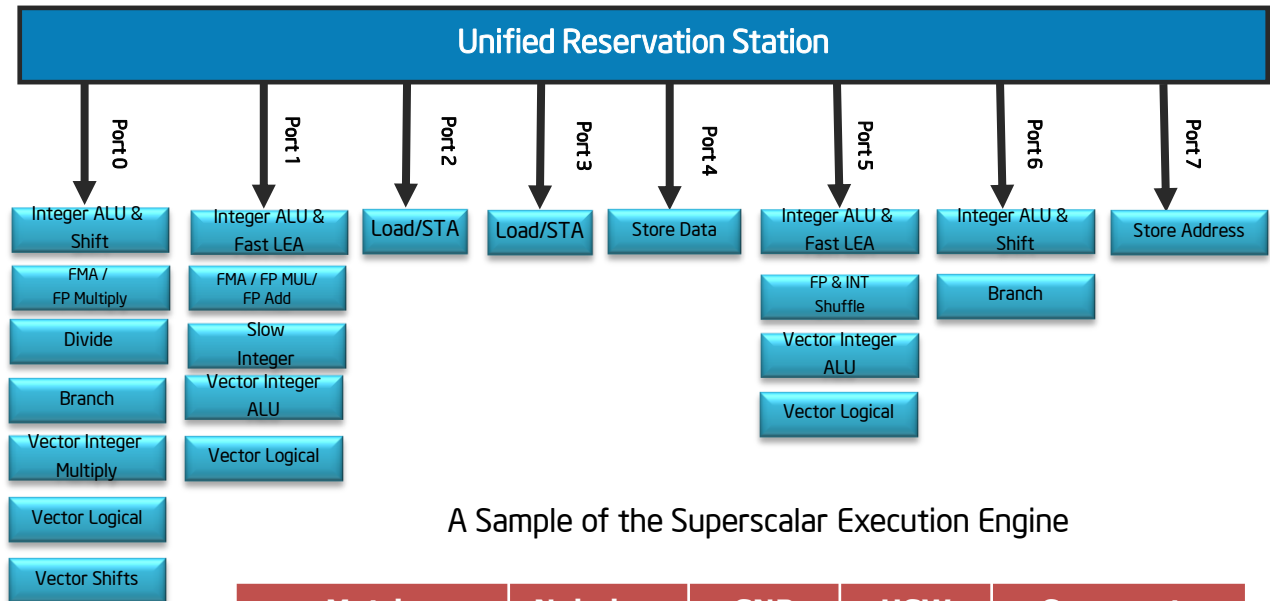 Unified Reservation Station
Port 0
Port 1
Port 2
Port 3
Port 4
Port 5
Port 6
Port 7
Integer ALU &
Shift
FMA /
FP Multiply
Divide
Branch
Vector Integer
Multiply
Vector Logical
Vector Shifts
Integer ALU &
Fast LEA
FMA / FP MUL/
FP Add
Slow
Integer
Vector Integer
ALU
Vector Logical
Load/STA
Load/STA
Store Data
Integer ALU &
Fast LEA
FP & INT
Shuffle
Vector Integer
ALU
Vector Logical
Integer ALU &
Shift
Branch
Store Address
A Sample of the Superscalar Execution Engine